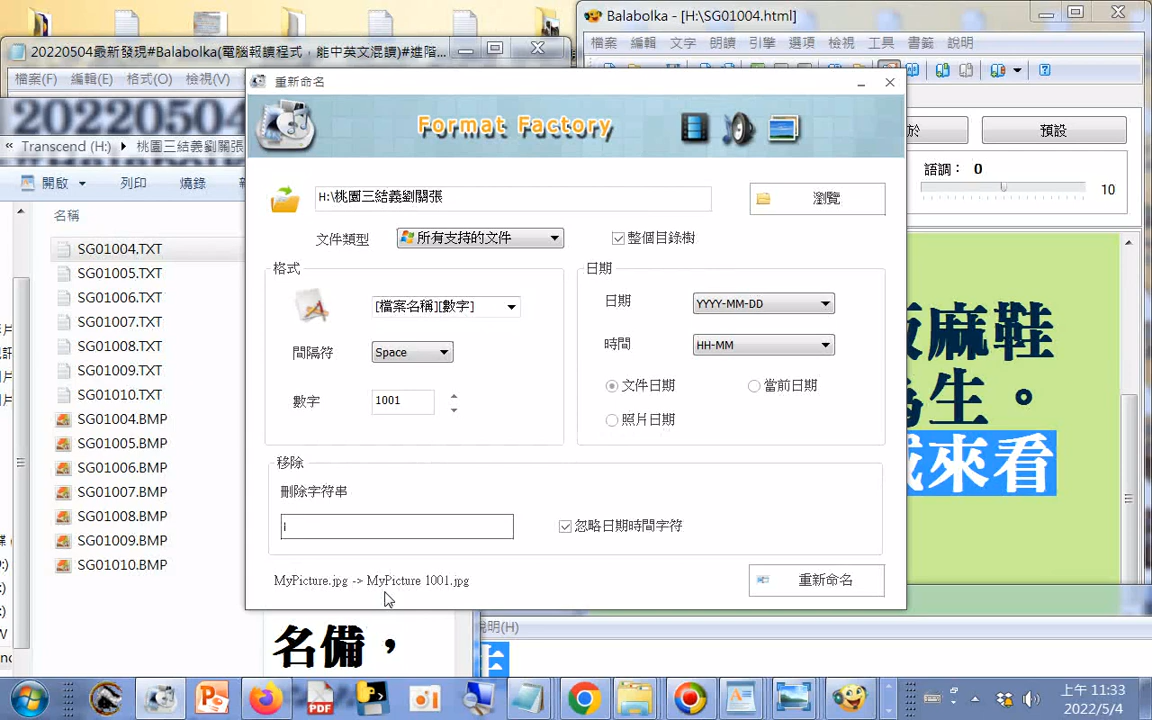 Balabolka - [H:\SG01004.html]
檔案 編輯 文字 朗讀 引擎 選項 檢視 工具 書籤 說明
20220504最新發現#Balabolka(電腦報讀程式，能中英文混讀)#進階...
檔案(F) 編輯(E) 格式(O) 檢視(V)
20220504
« Transcend (H:) 桃園三結義劉關張
開啟 列印 燒錄
名稱
SG01004.TXT
SG01005.TXT
SG01006.TXT
SG01007.TXT
SG01008.TXT
SG01009.TXT
SG01010.TXT
SG01004.BMP
SG01005.BMP
SG01006.BMP
SG01007.BMP
SG01008.BMP
SG01009.BMP
SG01010.BMP
重新命名
Format Factory
H:\桃園三結義劉關張
瀏覽
文件類型 所有支持的文件 整個目錄樹
格式
[檔案名稱][數字]
間隔符 Space
數字 1001
日期
日期 YYYY-MM-DD
時間 HH-MM
文件日期 當前日期
照片日期
移除
刪除字符串
i
忽略日期時間字符
MyPicture.jpg -> MyPicture 1001.jpg
重新命名
於 預設
語調： 0
10
麻鞋
生。
來看
說明(H)
名備，
上午 11:33
2022/5/4